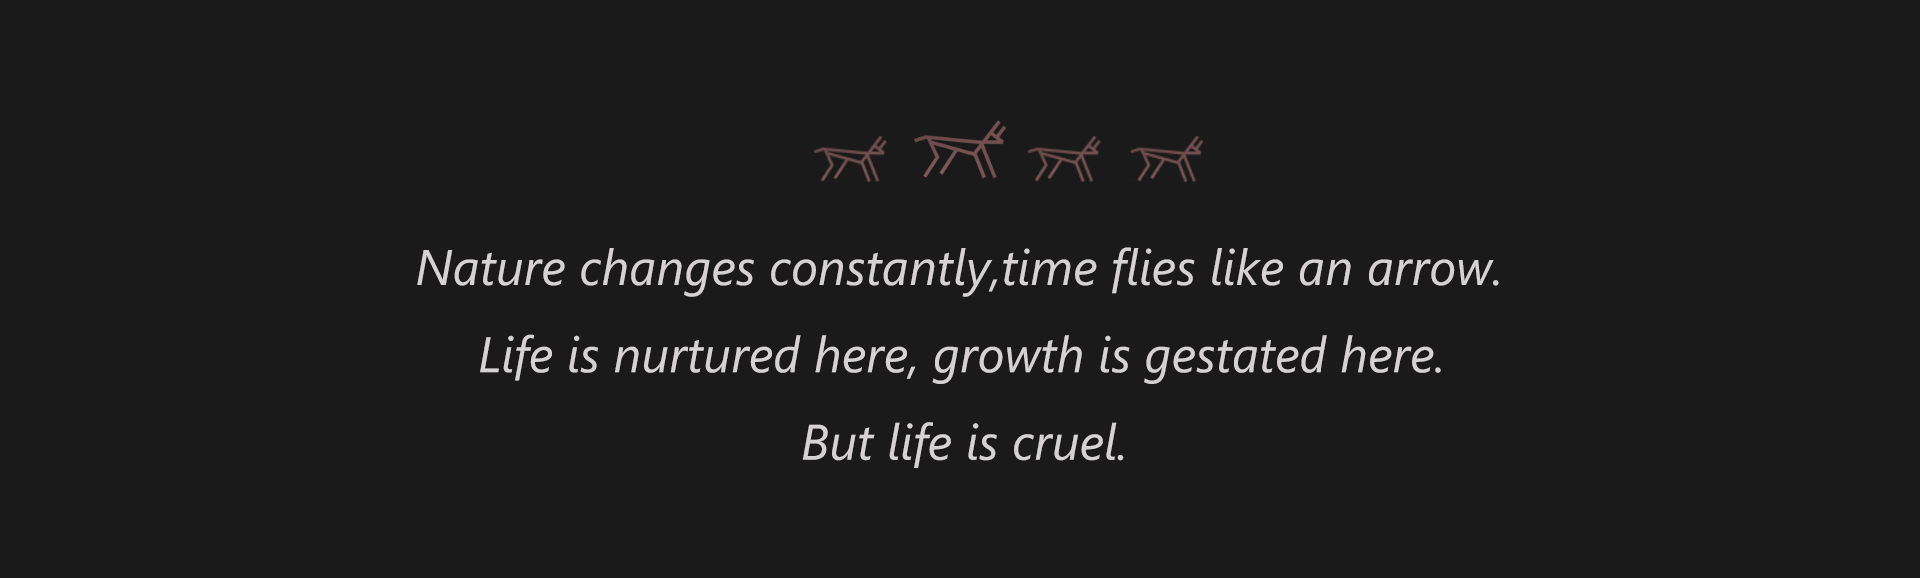 Nature changes constantly,time flies like an arrow.
Life is nurtured here, growth is gestated here.
But life is cruel.